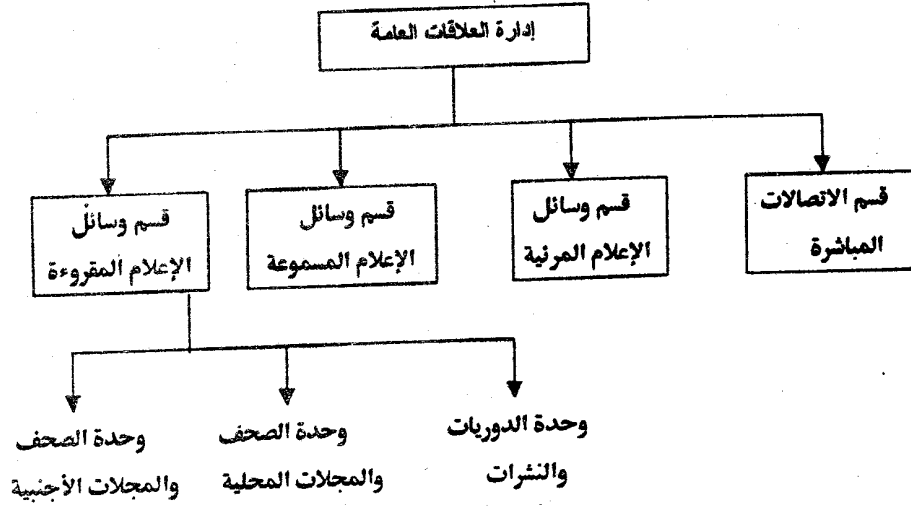 إدارة العلاقات العامة
قسم الاتصالات
المباشرة
قسم وسائل
الإعلام المرئية
قسم وسائل
الإعلام المسموعة
قسم وسائل
الإعلام المقروءة
وحدة الدوريات
والنشرات
وحدة الصحف
والمجلات المحلية
وحدة الصحف
والمجلات الأجنبية